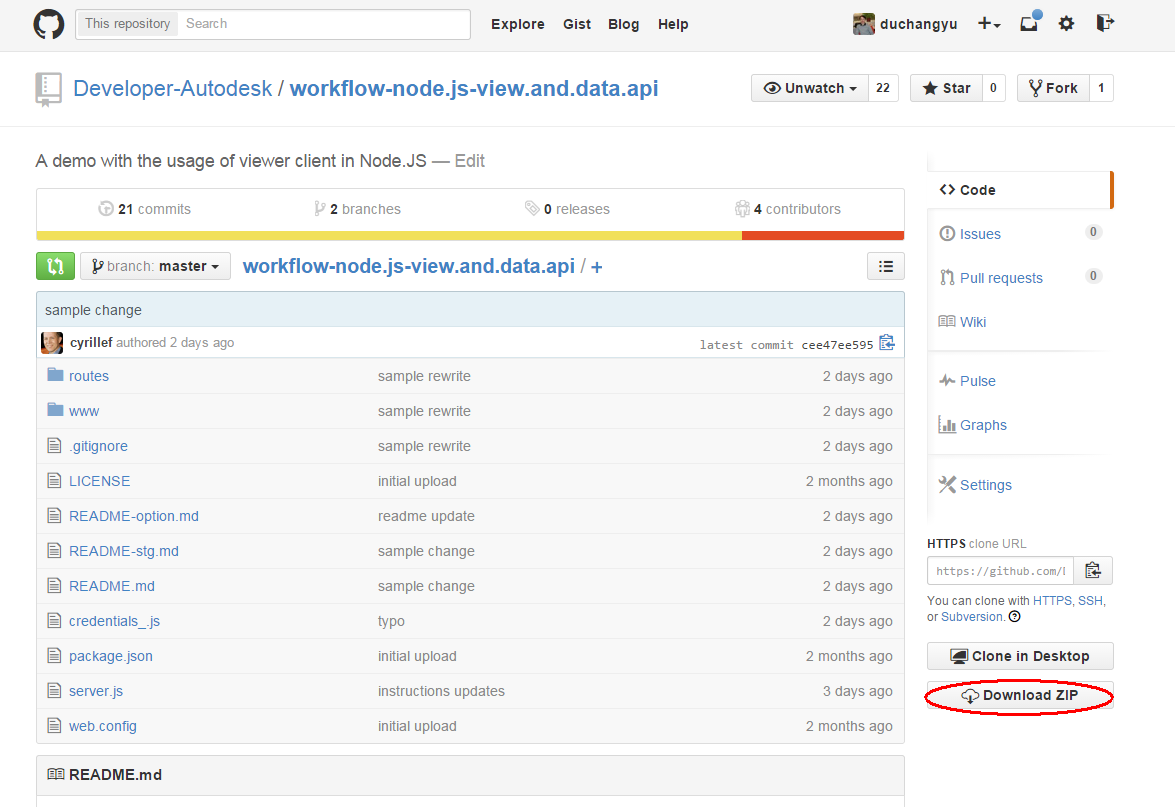 This repository Search Explore Gist Blog Help duchangyu
Developer-Autodesk / workflow-node.js-view.and.data.api Unwatch 22 Star 0 Fork 1
A demo with the usage of viewer client in Node.JS — Edit
21 commits 2 branches 0 releases 4 contributors
branch: master workflow-node.js-view.and.data.api / +
sample change
cyrillef authored 2 days ago latest commit cee47ee595
routes sample rewrite 2 days ago
www sample rewrite 2 days ago
.gitignore sample rewrite 2 days ago
LICENSE initial upload 2 months ago
README-option.md readme update 2 days ago
README-stg.md sample change 2 days ago
README.md sample change 2 days ago
credentials_.js typo 2 days ago
package.json initial upload 2 months ago
server.js instructions updates 3 days ago
web.config initial upload 2 months ago
README.md
Code
Issues 0
Pull requests 0
Wiki
Pulse
Graphs
Settings
HTTPS clone URL
https://github.com/
You can clone with HTTPS, SSH,
or Subversion.
Clone in Desktop
Download ZIP